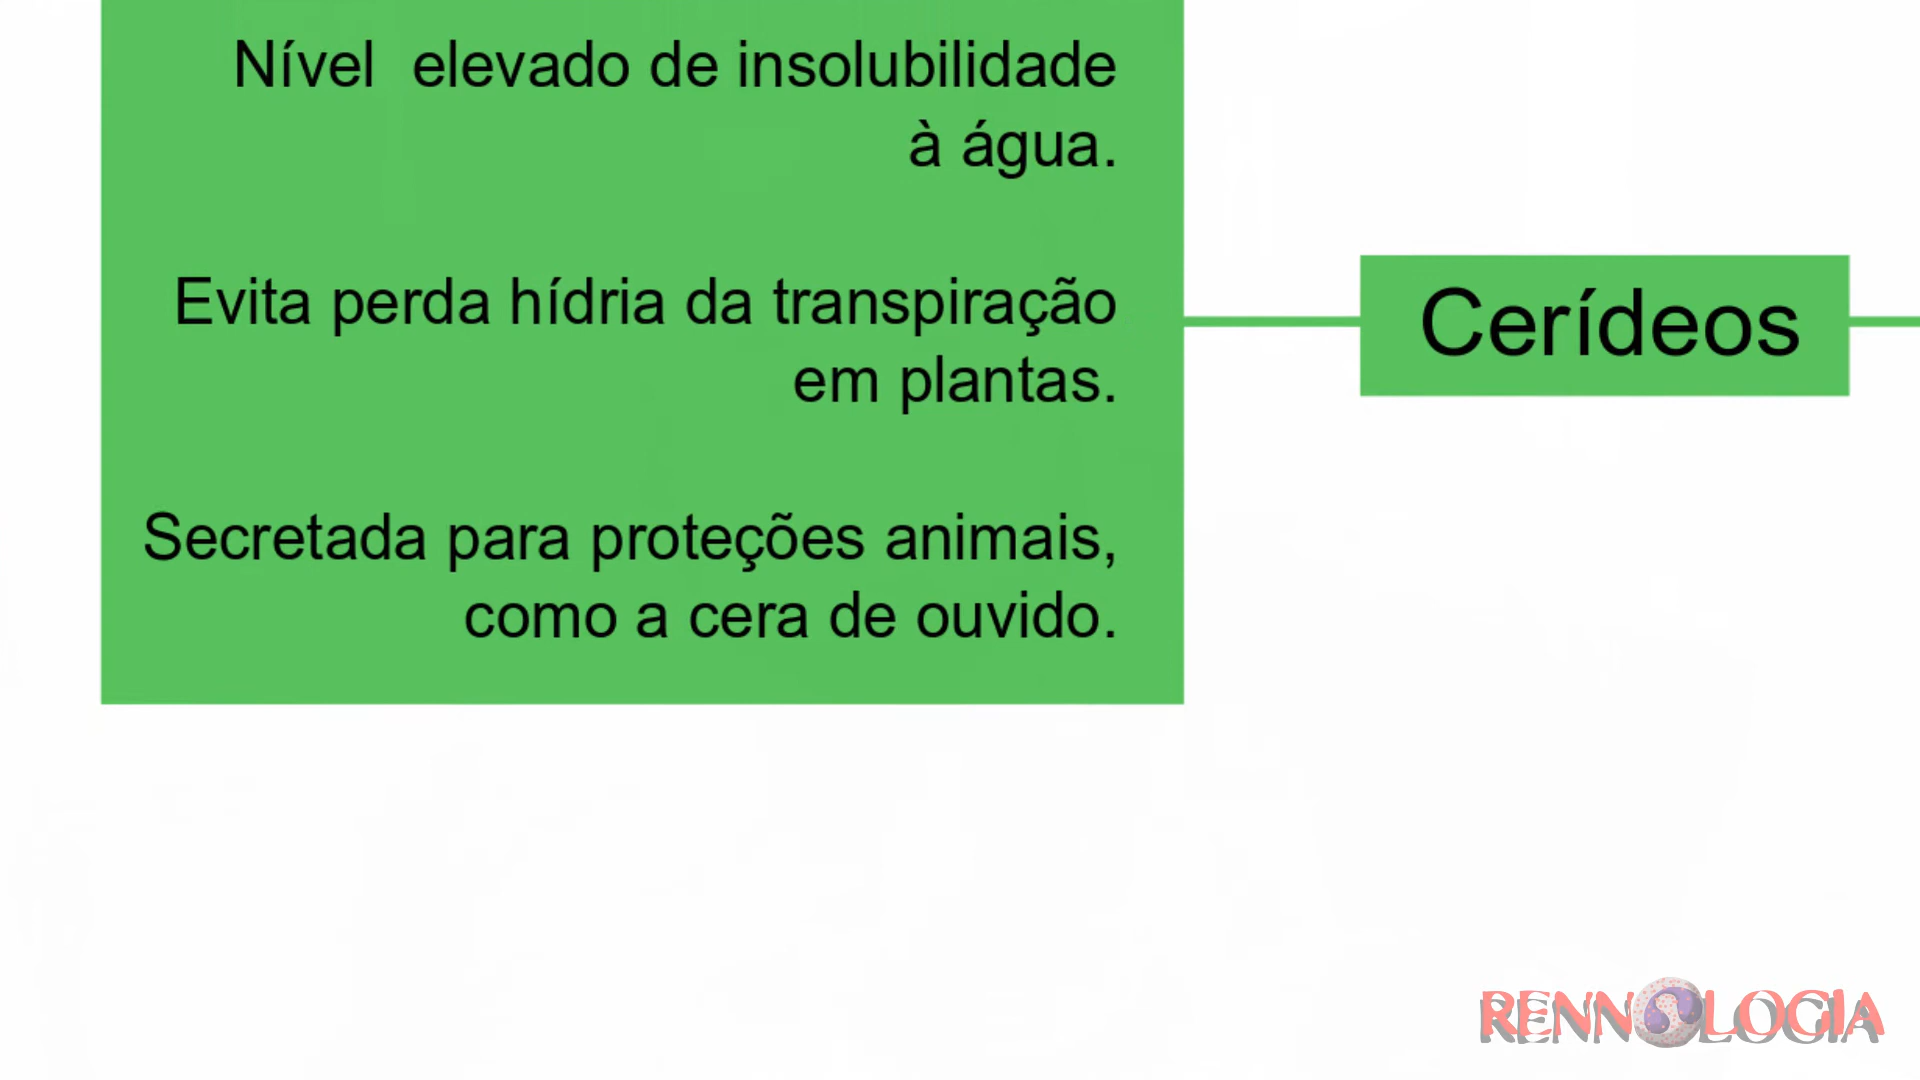 Nível  elevado de insolubilidade
à água.
Evita perda hídria da transpiração
em plantas.
Secretada para proteções animais,
como a cera de ouvido.
Cerídeos
RENNOLOGIA